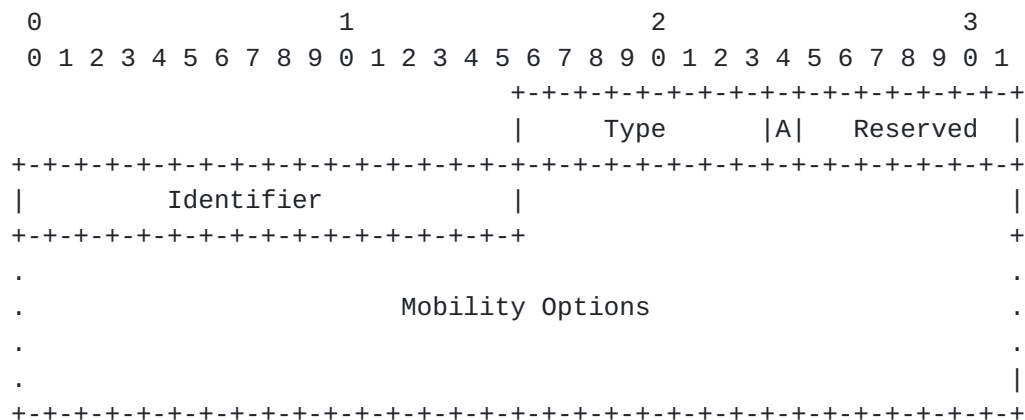 0                   1                   2                   3
 0 1 2 3 4 5 6 7 8 9 0 1 2 3 4 5 6 7 8 9 0 1 2 3 4 5 6 7 8 9 0 1
                                +-+-+-+-+-+-+-+-+-+-+-+-+-+-+-+-+
                                |     Type      |A|   Reserved  |
+-+-+-+-+-+-+-+-+-+-+-+-+-+-+-+-+-+-+-+-+-+-+-+-+-+-+-+-+-+-+-+-+
|         Identifier            |                               |
+-+-+-+-+-+-+-+-+-+-+-+-+-+-+-+-+                               +
.                                                               .
.                        Mobility Options                       .
.                                                               .
.                                                               |
+-+-+-+-+-+-+-+-+-+-+-+-+-+-+-+-+-+-+-+-+-+-+-+-+-+-+-+-+-+-+-+-+